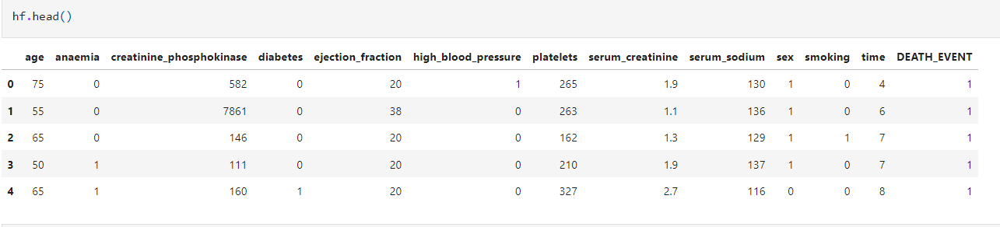 hf.head()
age anaemia creatinine_phosphokinase diabetes ejection_fraction high_blood_pressure platelets serum_creatinine serum_sodium sex smoking time DEATH_EVENT
0 75 0 582 0 20 1 265 1.9 130 1 0 4 1
1 55 0 7861 0 38 0 263 1.1 136 1 0 6 1
2 65 0 146 0 20 0 162 1.3 129 1 1 7 1
3 50 1 111 0 20 0 210 1.9 137 1 0 7 1
4 65 1 160 1 20 0 327 2.7 116 0 0 8 1